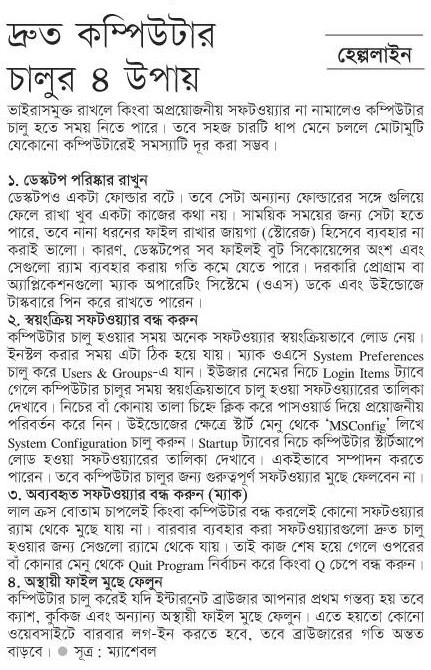 দ্রুত কম্পিউটার
চালুর ৪ উপায়
হেল্পলাইন
ভাইরাসমুক্ত রাখলে কিংবা অপ্রয়োজনীয় সফটওয়্যার না নামালেও কম্পিউটার
চালু হতে সময় নিতে পারে। তবে সহজ চারটি ধাপ মেনে চললে মোটামুটি
যেকোনো কম্পিউটারেই সমস্যাটি দূর করা সম্ভব।
১. ডেস্কটপ পরিষ্কার রাখুন
ডেস্কটপও একটা ফোল্ডার বটে। তবে সেটা অন্যান্য ফোল্ডারের সঙ্গে গুলিয়ে
ফেলে রাখা খুব একটা কাজের কথা নয়। সাময়িক সময়ের জন্য সেটা হতে
পারে, তবে নানা ধরনের ফাইল রাখার জায়গা (স্টোরেজ) হিসেবে ব্যবহার না
করাই ভালো। কারণ, ডেস্কটপের সব ফাইলই বুট সিকোয়েন্সের অংশ এবং
সেগুলো র‍্যাম ব্যবহার করায় গতি কমে যেতে পারে। দরকারি প্রোগ্রাম বা
অ্যাপ্লিকেশনগুলো ম্যাক অপারেটিং সিস্টেমে (ওএস) ডকে এবং উইন্ডোজে
টাস্কবারে পিন করে রাখতে পারেন।
২. স্বয়ংক্রিয় সফটওয়্যার বন্ধ করুন
কম্পিউটার চালু হওয়ার সময় অনেক সফটওয়্যার স্বয়ংক্রিয়ভাবে লোড নেয়।
ইনস্টল করার সময় এটা ঠিক হয়ে যায়। ম্যাক ওএসে System Preferences
চালু করে Users & Groups-এ যান। ইউজার নেমের নিচে Login Items ট্যাবে
গেলে কম্পিউটার চালুর সময় স্বয়ংক্রিয়ভাবে চালু হওয়া সফটওয়্যারের তালিকা
দেখাবে। নিচের বাঁ কোনায় তালা চিহ্নে ক্লিক করে পাসওয়ার্ড দিয়ে প্রয়োজনীয়
পরিবর্তন করে নিন। উইন্ডোজের ক্ষেত্রে স্টার্ট মেনু থেকে ‘MSConfig’ লিখে
System Configuration চালু করুন। Startup ট্যাবের নিচে কম্পিউটার স্টার্টআপে
লোড হওয়া সফটওয়্যারের তালিকা দেখাবে। একইভাবে সম্পাদন করতে
পারেন। তবে কম্পিউটার চালুর জন্য গুরুত্বপূর্ণ সফটওয়্যার মুছে ফেলবেন না।
৩. অব্যবহৃত সফটওয়্যার বন্ধ করুন (ম্যাক)
লাল ক্রস বোতাম চাপলেই কিংবা কম্পিউটার বন্ধ করলেই কোনো সফটওয়্যার
র‍্যাম থেকে মুছে যায় না। বারবার ব্যবহার করা সফটওয়্যারগুলো দ্রুত চালু
হওয়ার জন্য সেগুলো র‍্যামে থেকে যায়। তাই কাজ শেষ হয়ে গেলে ওপরের
বাঁ কোনার মেনু থেকে Quit Program নির্বাচন করে কিংবা Q চেপে বন্ধ করুন।
৪. অস্থায়ী ফাইল মুছে ফেলুন
কম্পিউটার চালু করেই যদি ইন্টারনেট ব্রাউজার আপনার প্রথম গন্তব্য হয় তবে
ক্যাশ, কুকিজ এবং অন্যান্য অস্থায়ী ফাইল মুছে ফেলুন। এতে হয়তো কোনো
ওয়েবসাইটে বারবার লগ-ইন করতে হবে, তবে ব্রাউজারের গতি অন্তত
বাড়বে। ● সূত্র : ম্যাশেবল